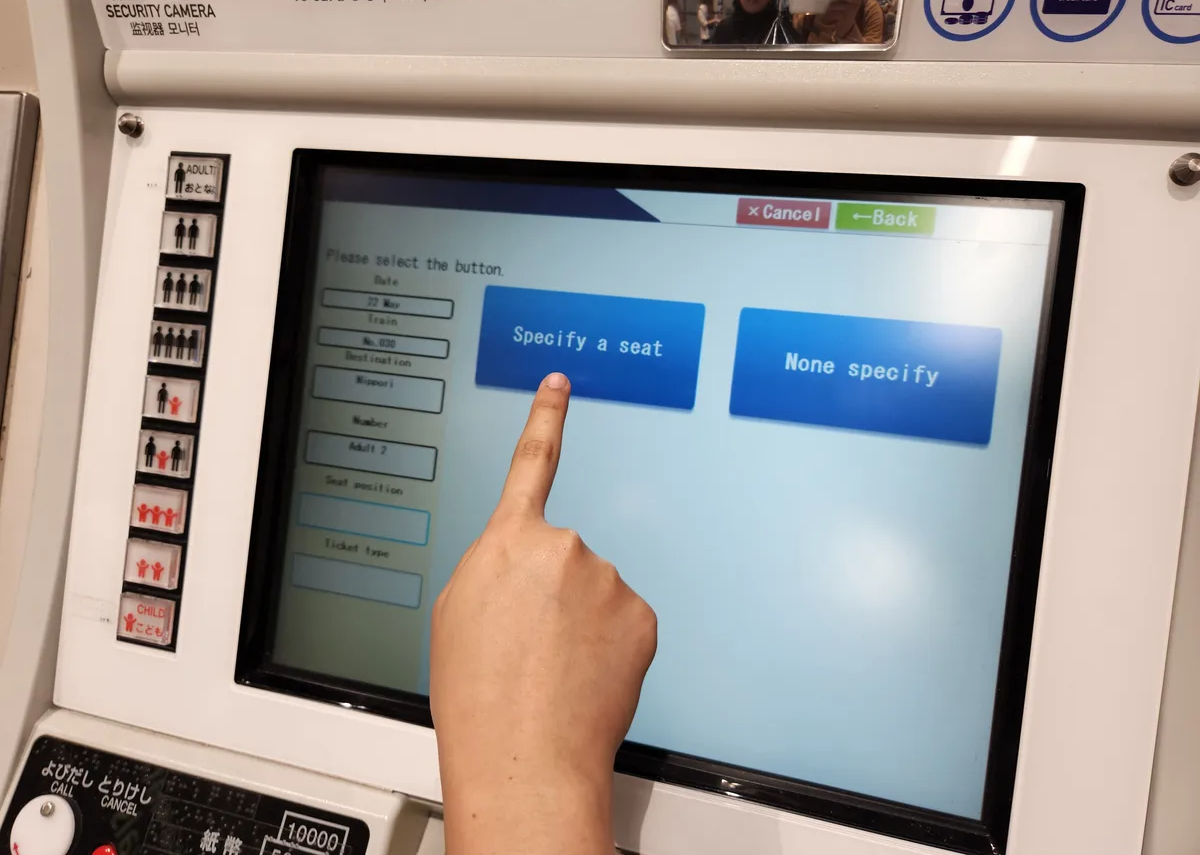 SECURITY CAMERA
监视器 모니터
IC card
×Cancel
←Back
Please select the button.
Date
22 May
Train
No.030
Destination
Nippori
Number
Adult 2
Seat position
Ticket type
Specify a seat
None specify
ADULT
おとな
CHILD
こども
よびだし とりけし
CALL CANCEL
紙幣
10000